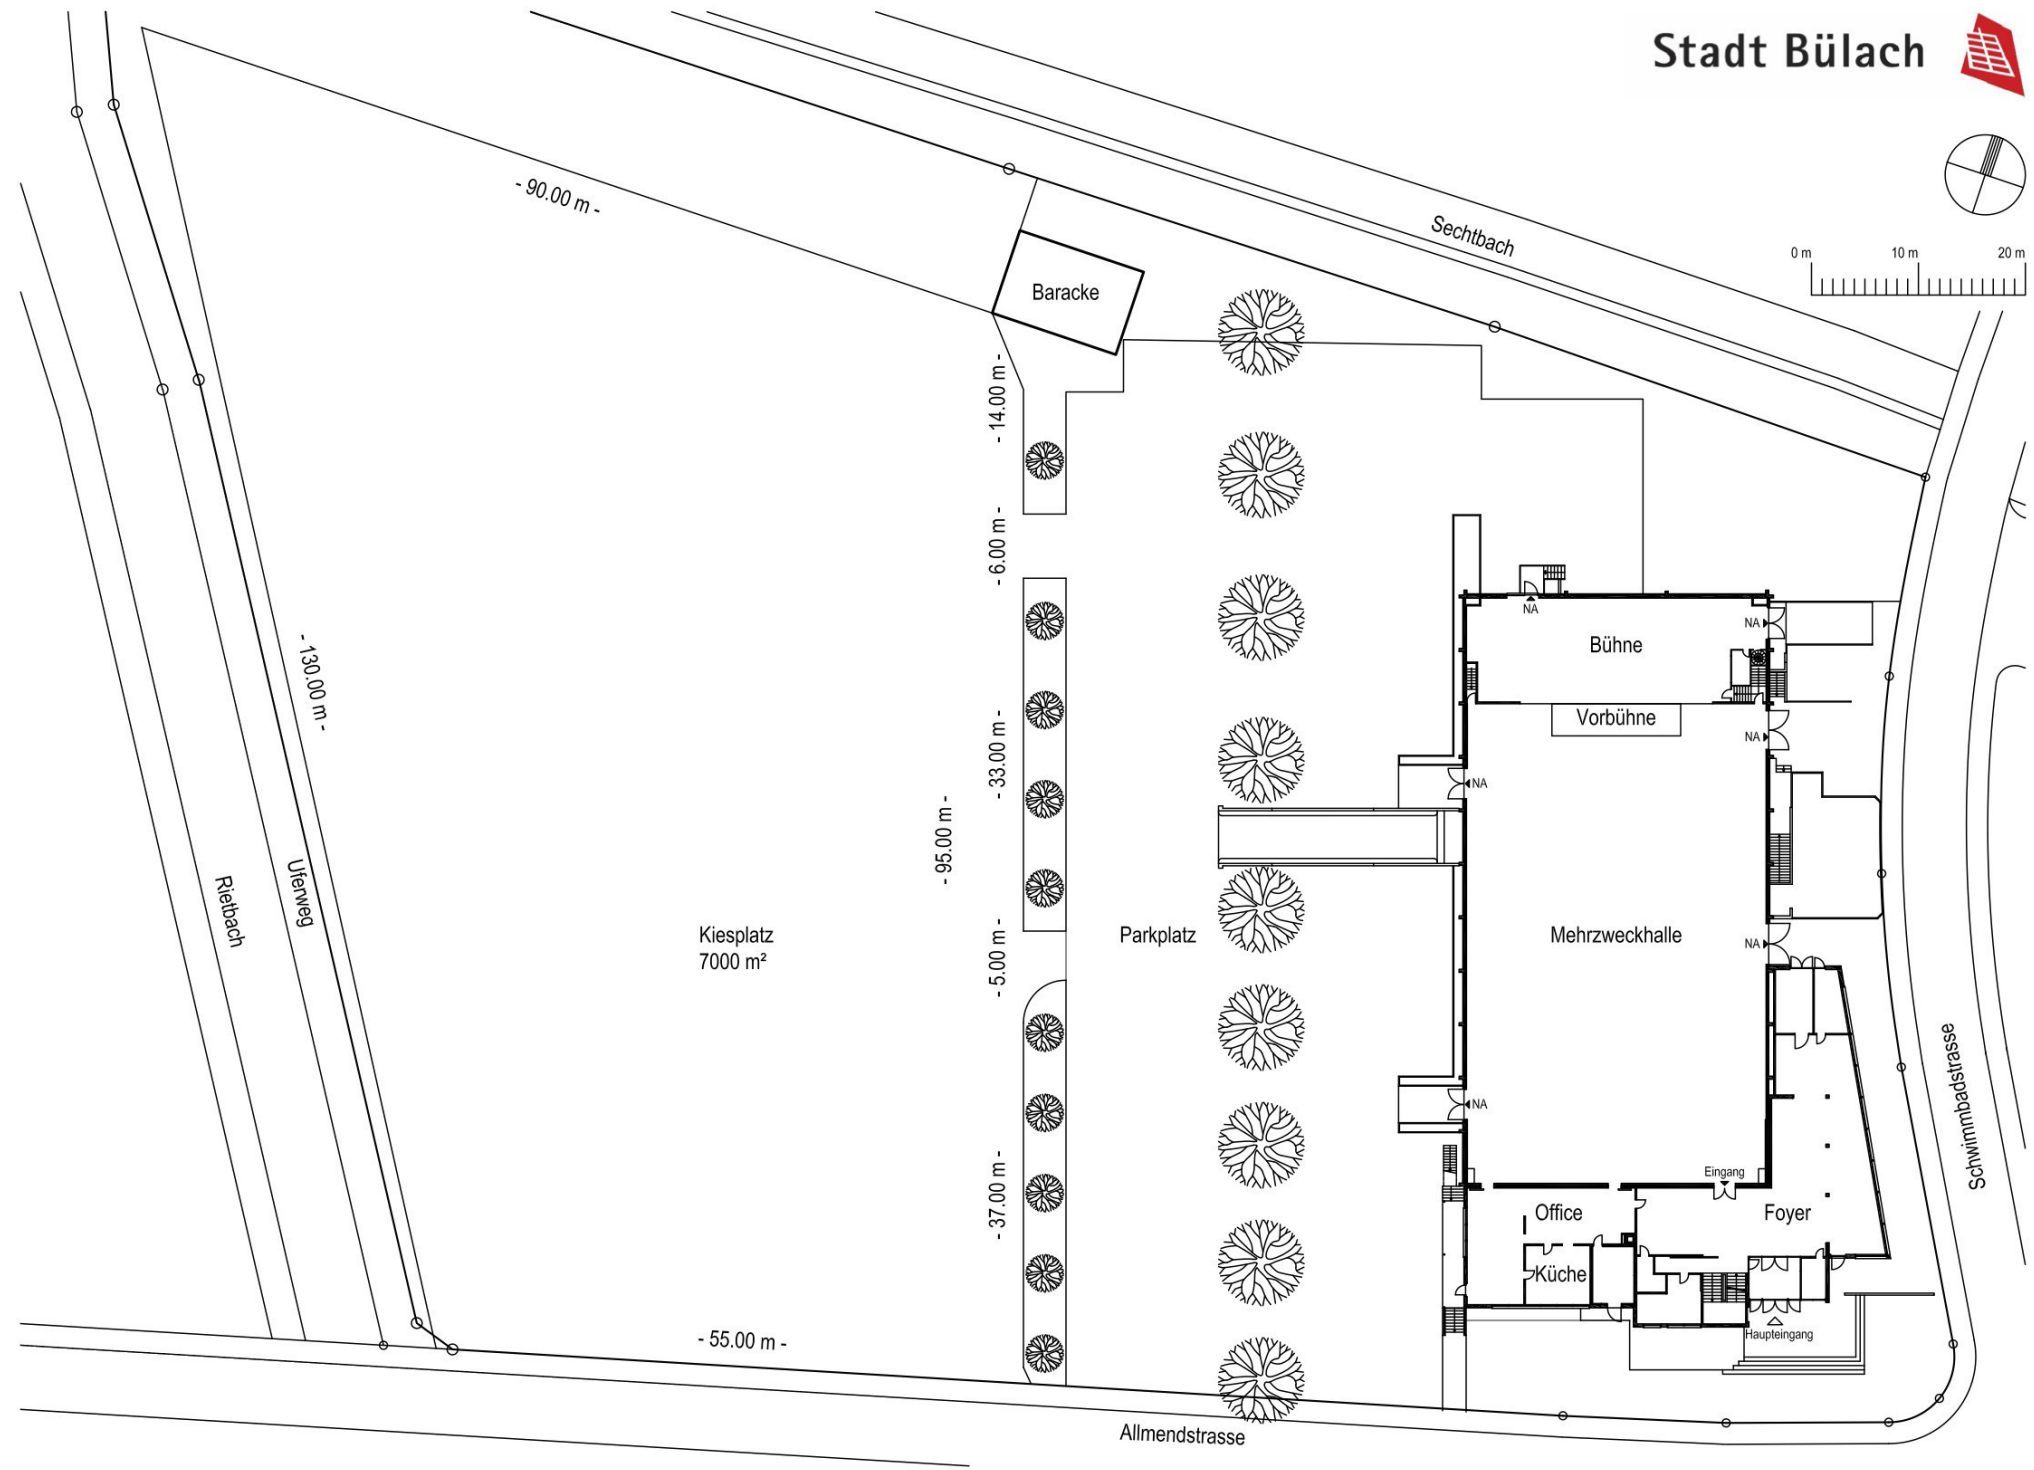 Stadt Bülach
- 90.00 m -
Sechtbach
0 m 10 m 20 m
Baracke
- 14.00 m -
- 6.00 m -
NA
NA
Bühne
- 130.00 m -
Vorbühne
- 33.00 m -
NA
NA
- 95.00 m -
Rietbach
Uferweg
Kiesplatz
7000 m²
- 5.00 m -
Parkplatz
Mehrzweckhalle
NA
NA
Schwimmbadstrasse
- 37.00 m -
Eingang
Office
Foyer
Küche
- 55.00 m -
Haupteingang
Allmendstrasse